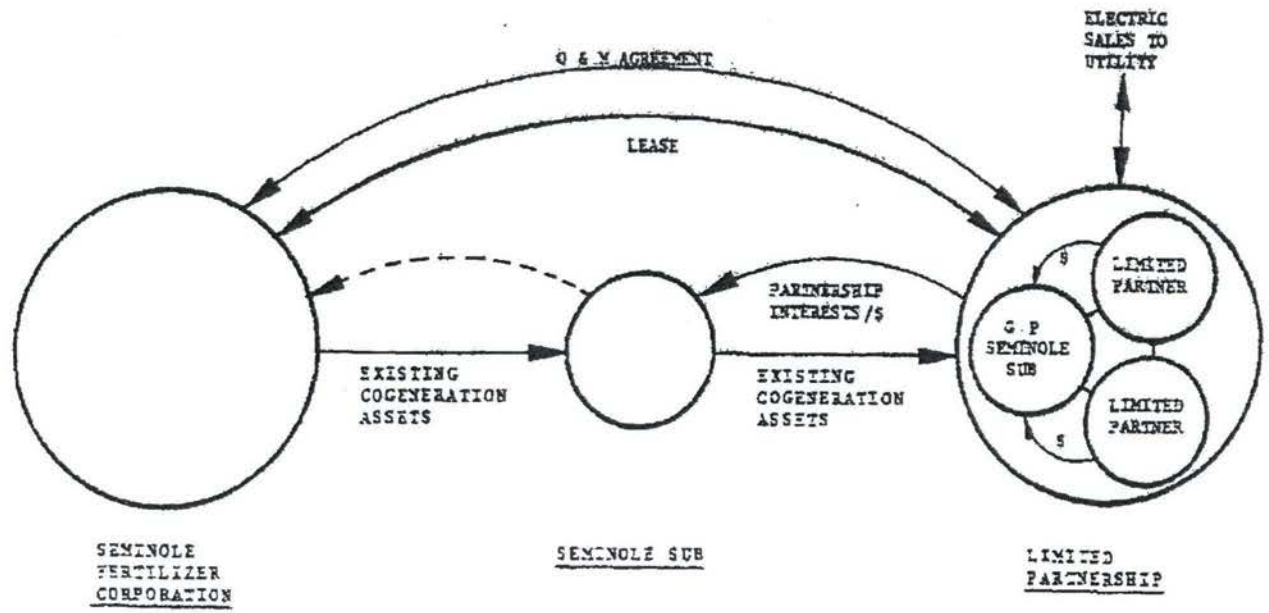 ELECTRIC
SALES TO
UTILITY
O & M AGREEMENT
LEASE
PARTNERSHIP
INTERESTS/$
$
LIMITED
PARTNER
G.P
SEMINOLE
SUB
LIMITED
PARTNER
$
EXISTING
COGENERATION
ASSETS
EXISTING
COGENERATION
ASSETS
SEMINOLE
FERTILIZER
CORPORATION
SEMINOLE SUB
LIMITED
PARTNERSHIP